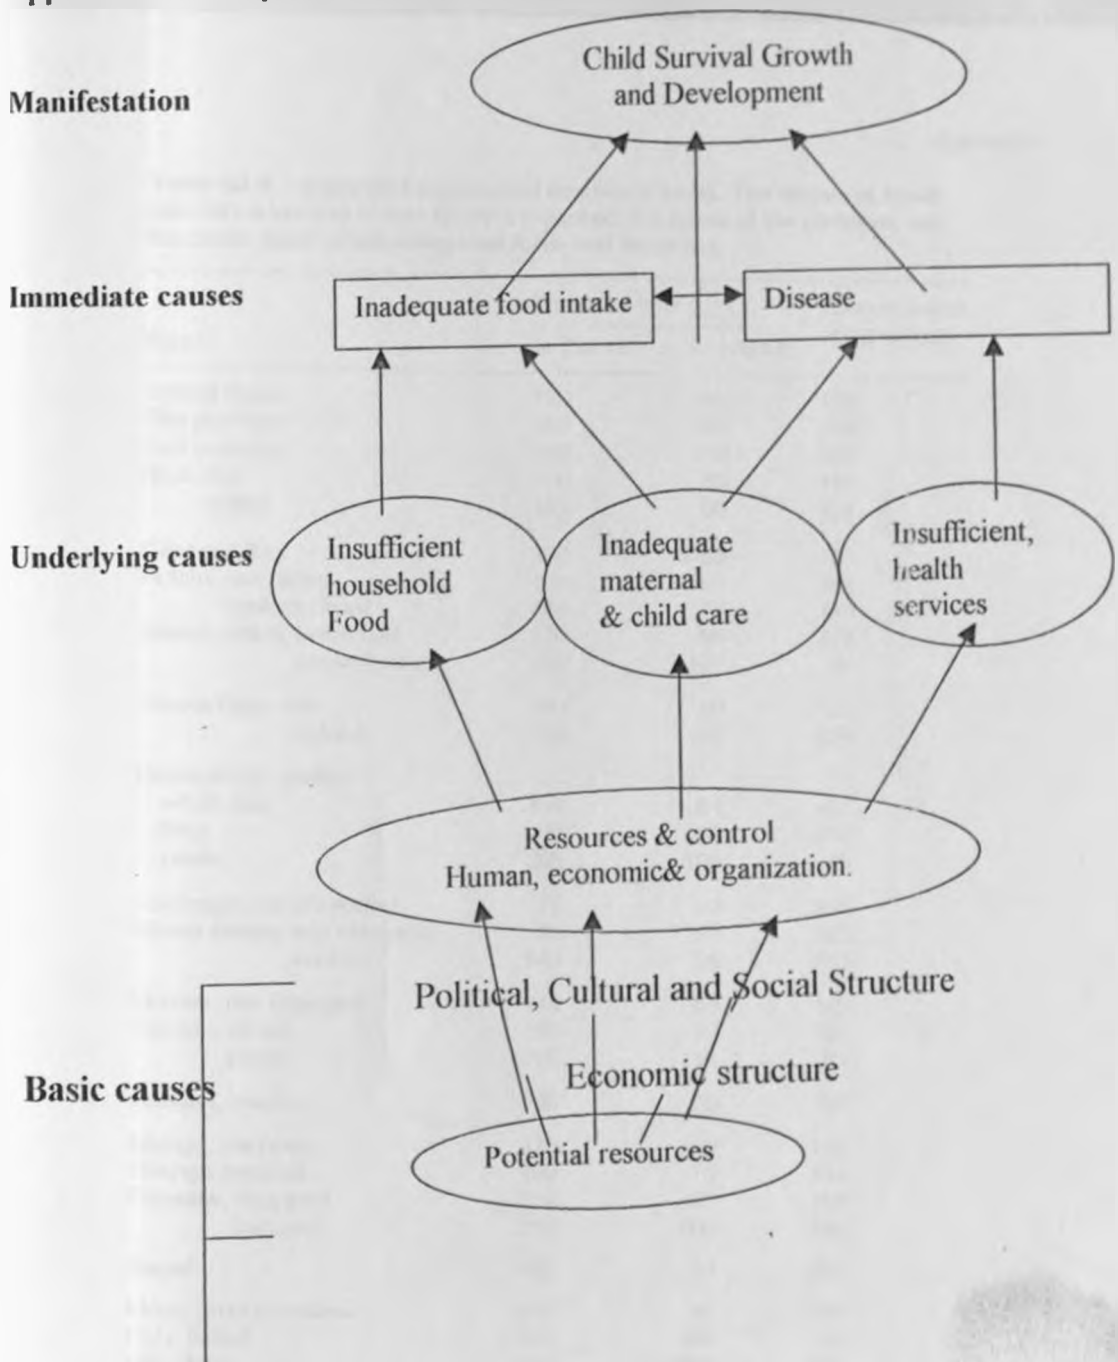 Child Survival Growth
and Development
Manifestation
Immediate causes
Inadequate food intake
Disease
Underlying causes
Insufficient
household
Food
Inadequate
maternal
& child care
Insufficient,
health
services
Resources & control
Human, economic& organization.
Political, Cultural and Social Structure
Economic structure
Basic causes
Potential resources